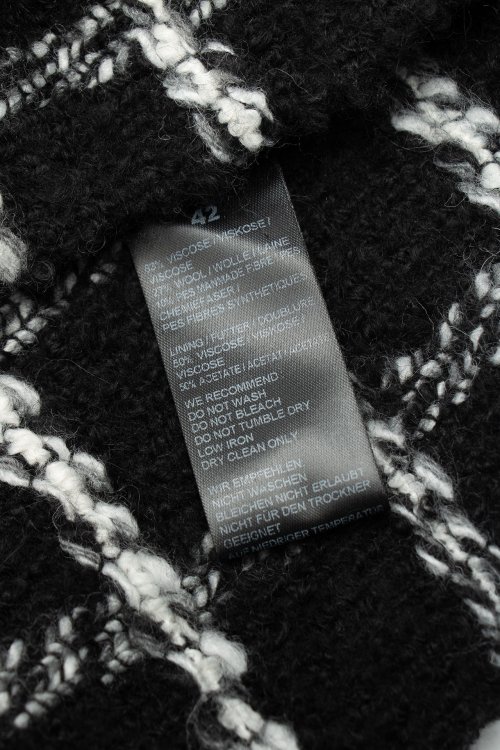 42
VISCOSE / VISKOSE /
VISCOSE
WOOL / WOLLE / LAINE
10% PES MANMADE FIBRE / PES
CHEMIEFASER /
PES FIBRES SYNTHETIQUES
LINING / FUTTER / DOUBLURE
50% VISCOSE / VISKOSE /
VISCOSE
50% ACETATE / ACETAT / ACETATE
WE RECOMMEND
DO NOT WASH
DO NOT BLEACH
DO NOT TUMBLE DRY
LOW IRON
DRY CLEAN ONLY
WIR EMPFEHLEN
NICHT WASCHEN
BLEICHEN NICHT ERLAUBT
NICHT FÜR DEN TROCKNER
GEEIGNET